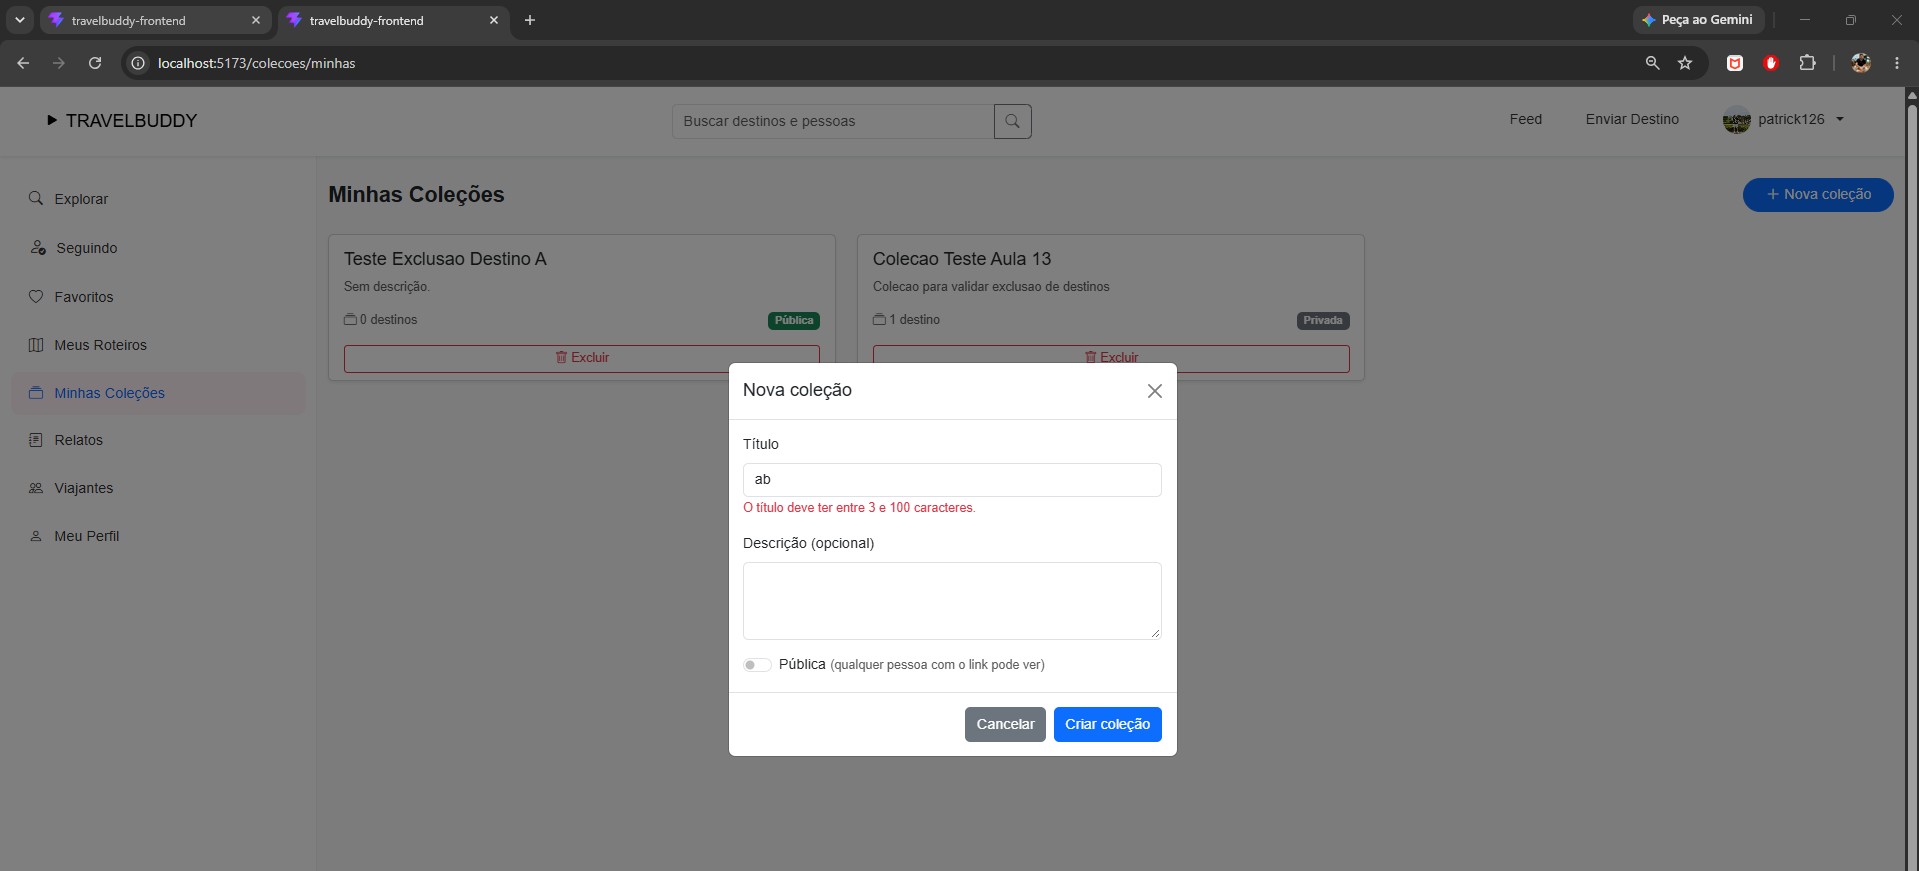 travelbuddy-frontend
travelbuddy-frontend
Peça ao Gemini
localhost:5173/colecoes/minhas
TRAVELBUDDY
Buscar destinos e pessoas
Feed
Enviar Destino
patrick126
Explorar
Seguindo
Favoritos
Meus Roteiros
Minhas Coleções
Relatos
Viajantes
Meu Perfil
Minhas Coleções
+ Nova coleção
Teste Exclusao Destino A
Sem descrição.
0 destinos
Pública
Excluir
Colecao Teste Aula 13
Colecao para validar exclusao de destinos
1 destino
Privada
Excluir
Nova coleção
Título
ab
O título deve ter entre 3 e 100 caracteres.
Descrição (opcional)
Pública (qualquer pessoa com o link pode ver)
Cancelar
Criar coleção